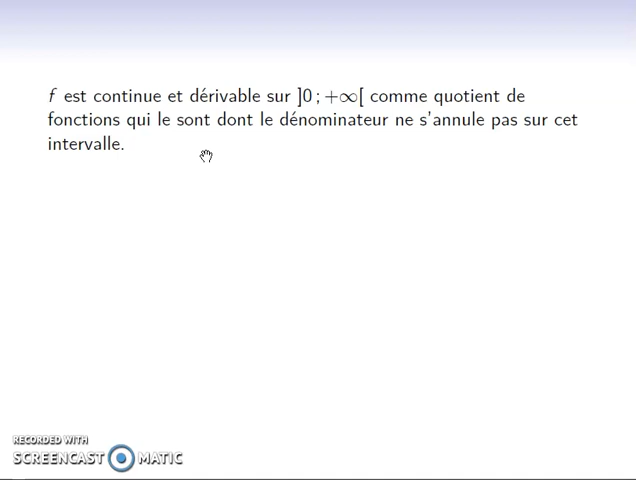 f est continue et dérivable sur ]0 ; +∞[ comme quotient de
fonctions qui le sont dont le dénominateur ne s'annule pas sur cet
intervalle.
RECORDED WITH
SCREENCAST MATIC